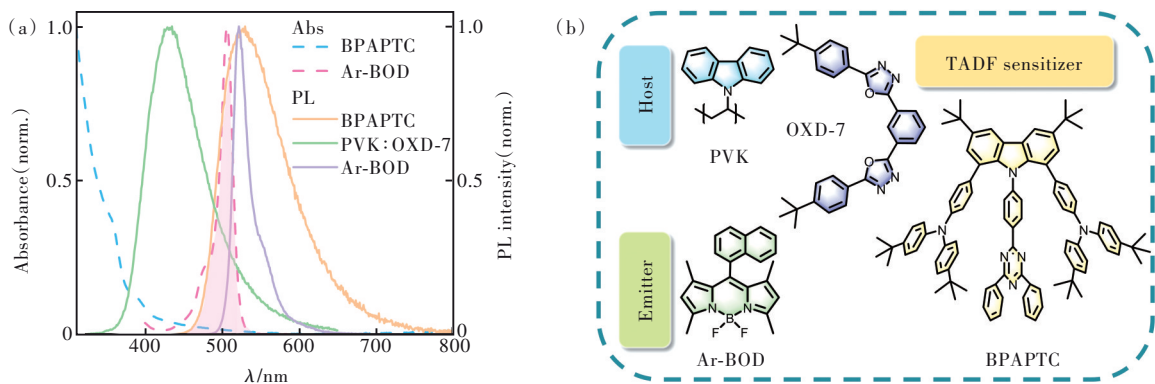 (a)
1.0
0.5
0
Absorbance(norm.)
400
500
600
700
800
λ/nm
1.0
0.5
0
PL intensity(norm.)
Abs
BPAPTC
Ar-BOD
PL
BPAPTC
PVK:OXD-7
Ar-BOD
(b)
Host
N
PVK
N
N
O
OXD-7
O
N
N
TADF sensitizer
N
N
N
N
N
N
BPAPTC
Emitter
N
N
B
F
F
Ar-BOD